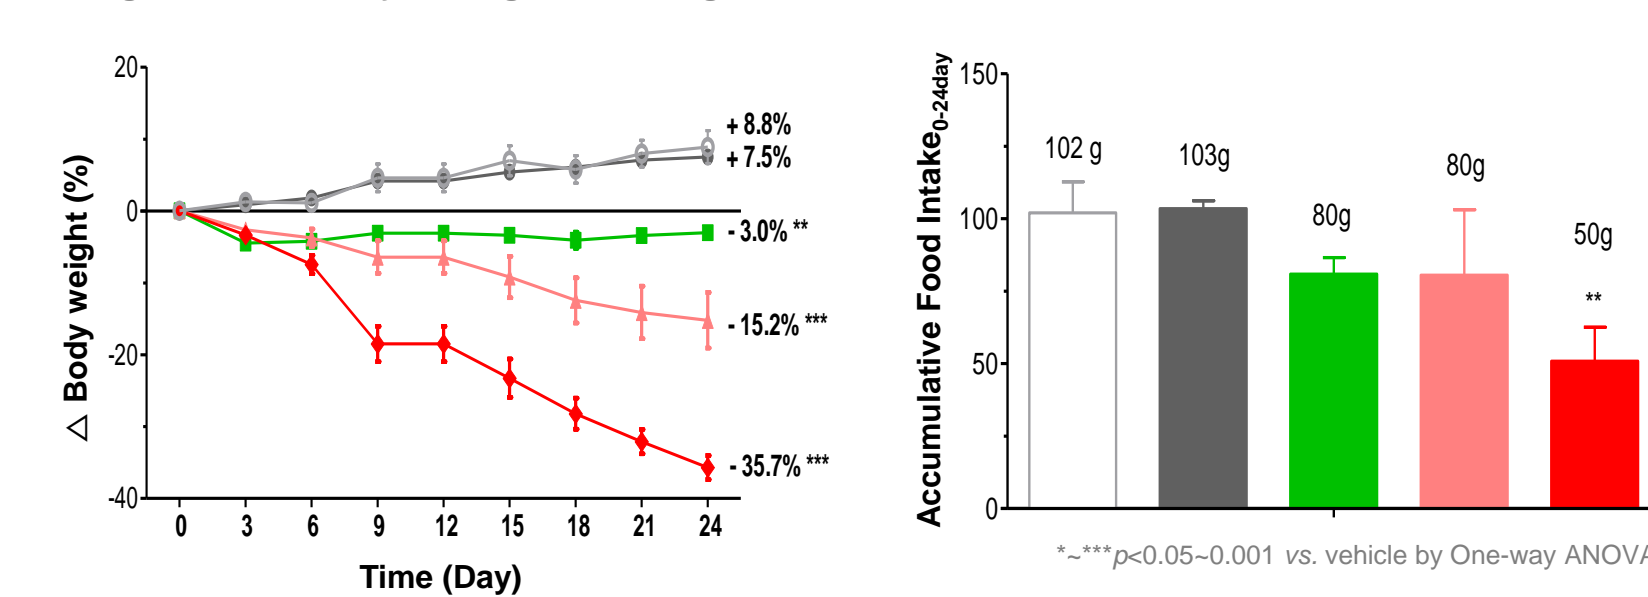 20
0
-20
-40
△ Body weight (%)
+ 8.8%
+ 7.5%
- 3.0% **
- 15.2% ***
- 35.7% ***
0 3 6 9 12 15 18 21 24
Time (Day)
Accumulative Food Intake0-24day
150
100
50
0
102 g
103g
80g
80g
50g
**
*~***p<0.05~0.001 vs. vehicle by One-way ANOVA